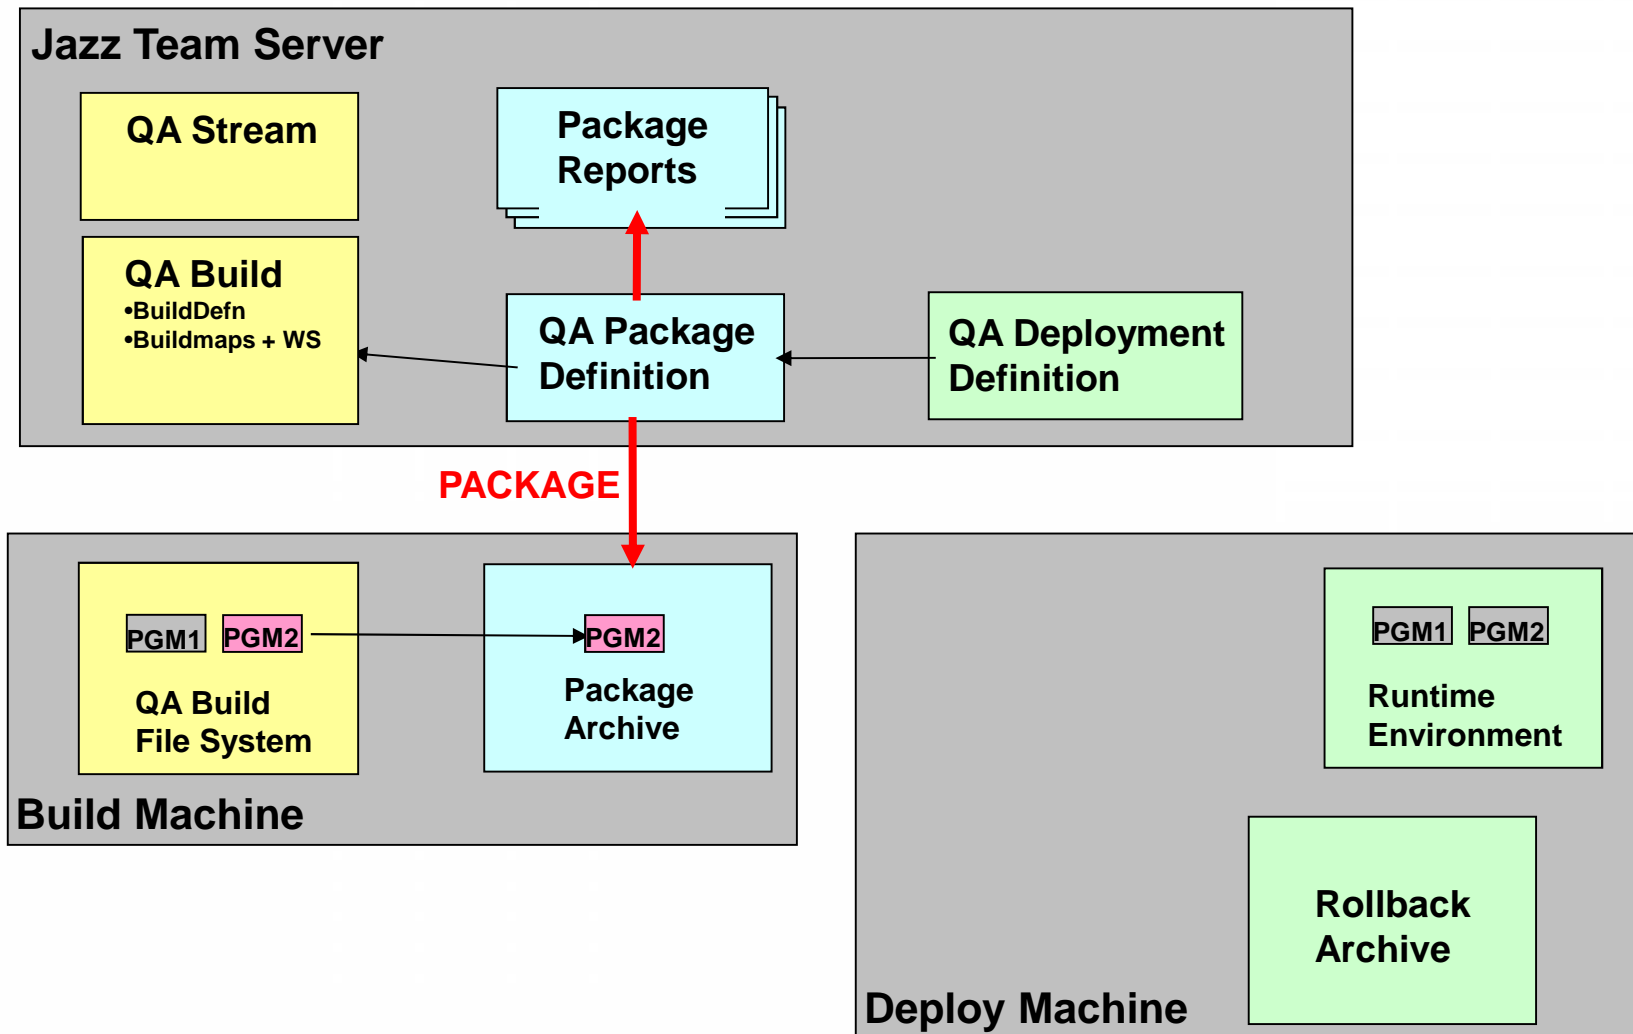 Jazz Team Server
QA Stream
Package
Reports
QA Build
•BuildDefn
•Buildmaps + WS
QA Package
Definition
QA Deployment
Definition
PACKAGE
PGM1
PGM2
QA Build
File System
PGM2
Package
Archive
Build Machine
PGM1
PGM2
Runtime
Environment
Rollback
Archive
Deploy Machine